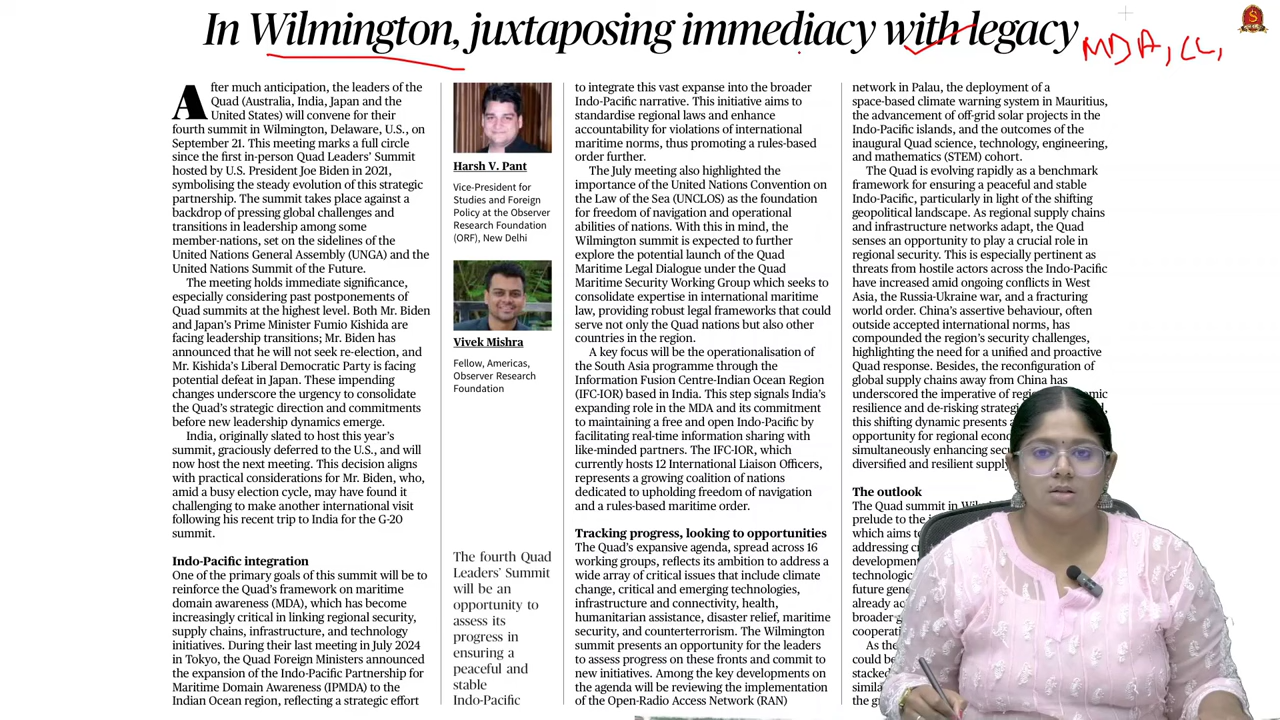 In Wilmington, juxtaposing immediacy with legacy
MDA, CC,
After much anticipation, the leaders of the
Quad (Australia, India, Japan and the
United States) will convene for their
fourth summit in Wilmington, Delaware, U.S., on
September 21. This meeting marks a full circle
since the first in-person Quad Leaders' Summit
hosted by U.S. President Joe Biden in 2021,
symbolising the steady evolution of this strategic
partnership. The summit takes place against a
backdrop of pressing global challenges and
transitions in leadership among some
member-nations, set on the sidelines of the
United Nations General Assembly (UNGA) and the
United Nations Summit of the Future.
The meeting holds immediate significance,
especially considering past postponements of
Quad summits at the highest level. Both Mr. Biden
and Japan's Prime Minister Fumio Kishida are
facing leadership transitions; Mr. Biden has
announced that he will not seek re-election, and
Mr. Kishida's Liberal Democratic Party is facing
potential defeat in Japan. These impending
changes underscore the urgency to consolidate
the Quad's strategic direction and commitments
before new leadership dynamics emerge.
India, originally slated to host this year's
summit, graciously deferred to the U.S., and will
now host the next meeting. This decision aligns
with practical considerations for Mr. Biden, who,
amid a busy election cycle, may have found it
challenging to make another international visit
following his recent trip to India for the G-20
summit.
Indo-Pacific integration
One of the primary goals of this summit will be to
reinforce the Quad's framework on maritime
domain awareness (MDA), which has become
increasingly critical in linking regional security,
supply chains, infrastructure, and technology
initiatives. During their last meeting in July 2024
in Tokyo, the Quad Foreign Ministers announced
the expansion of the Indo-Pacific Partnership for
Maritime Domain Awareness (IPMDA) to the
Indian Ocean region, reflecting a strategic effort
Harsh V. Pant
Vice-President for
Studies and Foreign
Policy at the Observer
Research Foundation
(ORF), New Delhi
Vivek Mishra
Fellow, Americas,
Observer Research
Foundation
The fourth Quad
Leaders' Summit
will be an
opportunity to
assess its
progress in
ensuring a
peaceful and
stable
Indo-Pacific
to integrate this vast expanse into the broader
Indo-Pacific narrative. This initiative aims to
standardise regional laws and enhance
accountability for violations of international
maritime norms, thus promoting a rules-based
order further.
The July meeting also highlighted the
importance of the United Nations Convention on
the Law of the Sea (UNCLOS) as the foundation
for freedom of navigation and operational
abilities of nations. With this in mind, the
Wilmington summit is expected to further
explore the potential launch of the Quad
Maritime Legal Dialogue under the Quad
Maritime Security Working Group which seeks to
consolidate expertise in international maritime
law, providing robust legal frameworks that could
serve not only the Quad nations but also other
countries in the region.
A key focus will be the operationalisation of
the South Asia programme through the
Information Fusion Centre-Indian Ocean Region
(IFC-IOR) based in India. This step signals India's
expanding role in the MDA and its commitment
to maintaining a free and open Indo-Pacific by
facilitating real-time information sharing with
like-minded partners. The IFC-IOR, which
currently hosts 12 International Liaison Officers,
represents a growing coalition of nations
dedicated to upholding freedom of navigation
and a rules-based maritime order.
Tracking progress, looking to opportunities
The Quad's expansive agenda, spread across 16
working groups, reflects its ambition to address a
wide array of critical issues that include climate
change, critical and emerging technologies,
infrastructure and connectivity, health,
humanitarian assistance, disaster relief, maritime
security, and counterterrorism. The Wilmington
summit presents an opportunity for the leaders
to assess progress on these fronts and commit to
new initiatives. Among the key developments on
the agenda will be reviewing the implementation
of the Open-Radio Access Network (RAN)
network in Palau, the deployment of a
space-based climate warning system in Mauritius,
the advancement of off-grid solar projects in the
Indo-Pacific islands, and the outcomes of the
inaugural Quad science, technology, engineering,
and mathematics (STEM) cohort.
The Quad is evolving rapidly as a benchmark
framework for ensuring a peaceful and stable
Indo-Pacific, particularly in light of the shifting
geopolitical landscape. As regional supply chains
and infrastructure networks adapt, the Quad
senses an opportunity to play a crucial role in
regional security. This is especially pertinent as
threats from hostile actors across the Indo-Pacific
have increased amid ongoing conflicts in West
Asia, the Russia-Ukraine war, and a fracturing
world order. China's assertive behaviour, often
outside accepted international norms, has
compounded the region's security challenges,
highlighting the need for a unified and proactive
Quad response. Besides, the reconfiguration of
global supply chains away from China has
underscored the imperative of
resilience and de-risking
this shifting dynamic presents
opportunity for regional
simultaneously enhancing
diversified and resilient
The outlook
The Quad summit in
prelude to the
which aims
addressing
future
already
broader
As the
could
stacked
the